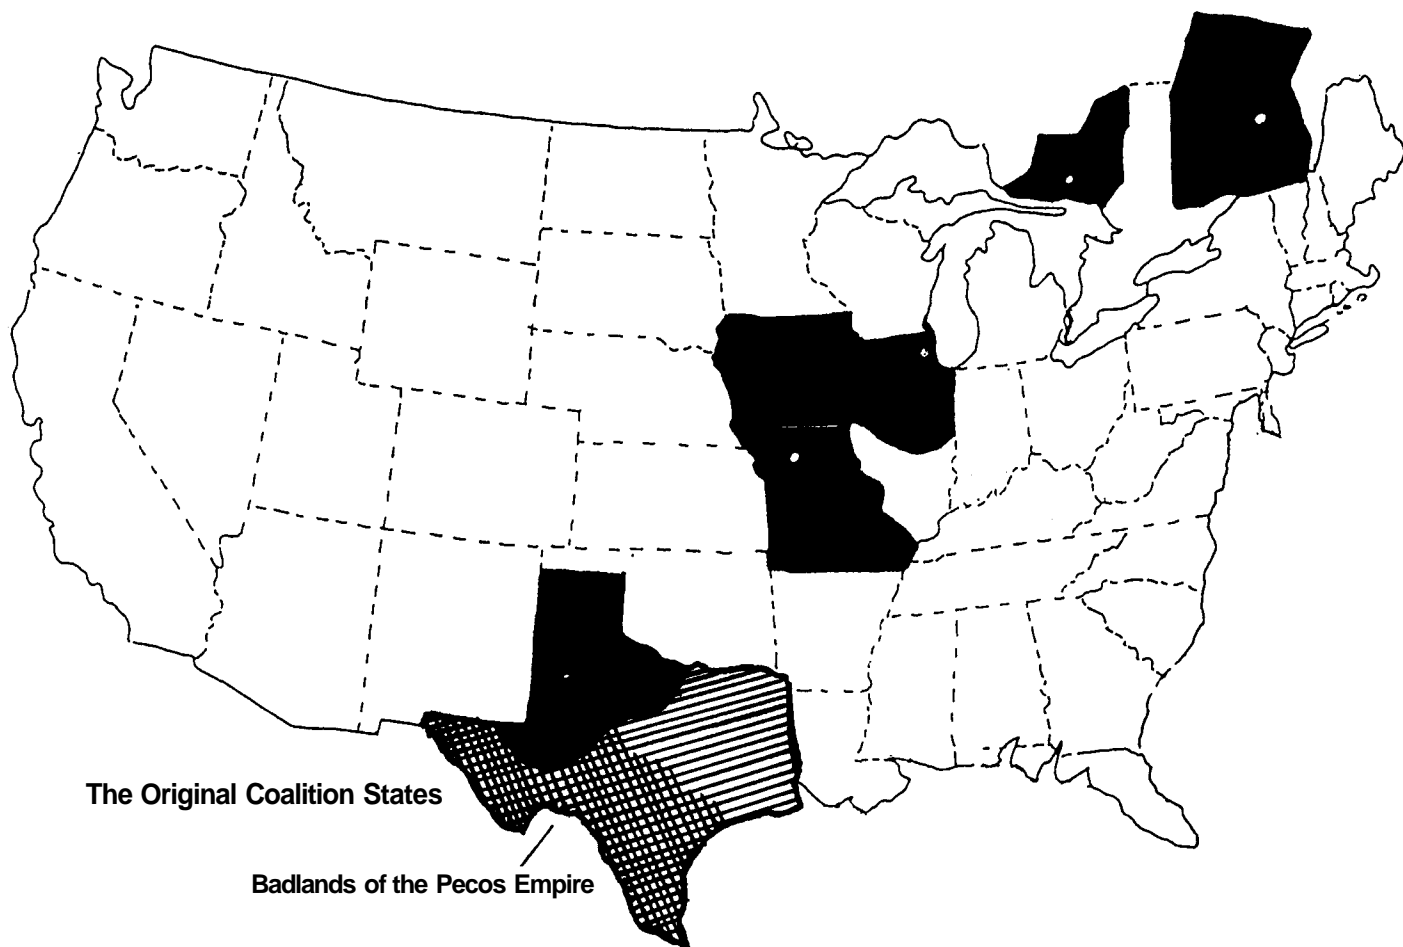 The Original Coalition States
Badlands of the Pecos Empire